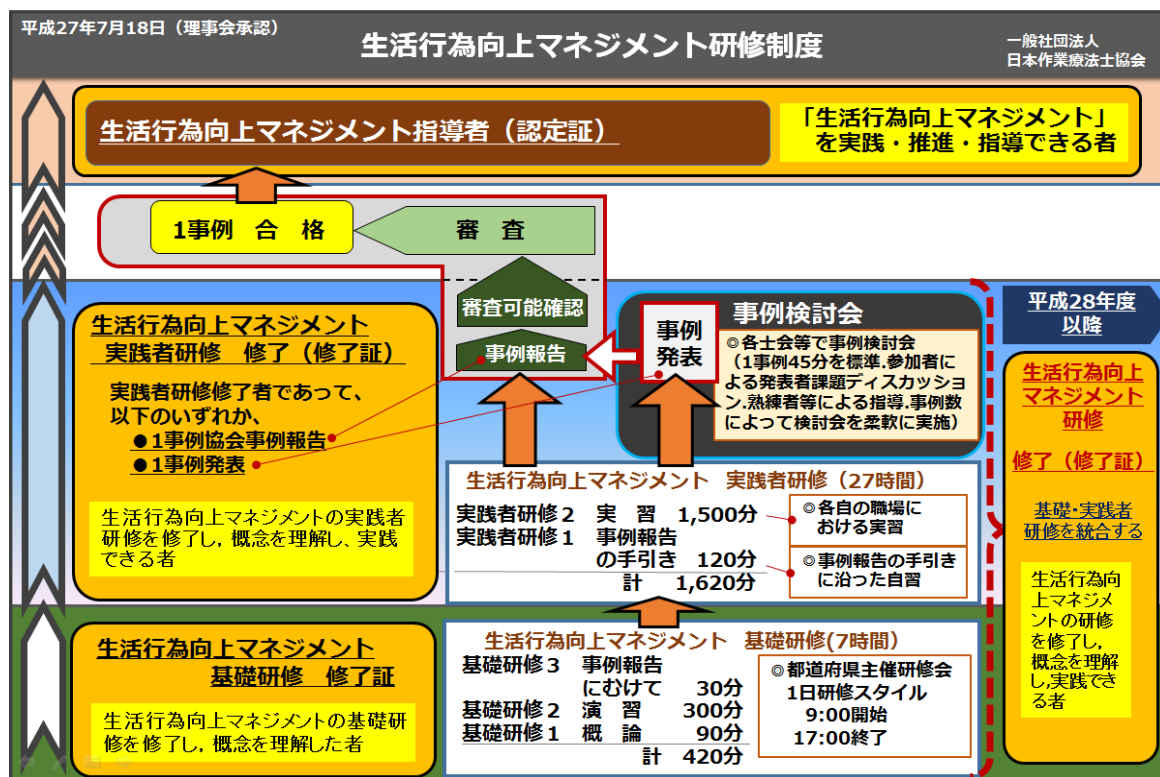 平成27年7月18日（理事会承認）
生活行為向上マネジメント研修制度
一般社団法人
日本作業療法士協会
生活行為向上マネジメント指導者（認定証）
「生活行為向上マネジメント」
を実践・推進・指導できる者
1事例　合　格
審　査
審査可能確認
事例報告
事例
発表
事例検討会
◎各士会等で事例検討会
（1事例45分を標準.参加者に
よる発表者課題ディスカッショ
ン.熟練者等による指導.事例数
によって検討会を柔軟に実施）
平成28年度
以降
生活行為向上マネジメント
実践者研修　修了（修了証）
実践者研修修了者であって、
以下のいずれか、
●1事例協会事例報告
●1事例発表
生活行為向上マネジメントの実践者
研修を修了し，概念を理解し、実践
できる者
生活行為向上マネジメント　実践者研修（27時間）
実践者研修２　実　習　1,500分
実践者研修１　事例報告
の手引き　120分
計　1,620分
◎各自の職場に
おける実習
◎事例報告の手引き
に沿った自習
生活行為向上
マネジメント
研修
修了（修了証）
基礎・実践者
研修を統合する
生活行為向
上マネジメ
ントの研修
を修了し，
概念を理解
し,実践でき
る者
生活行為向上マネジメント
基礎研修　修了証
生活行為向上マネジメントの基礎研
修を修了し，概念を理解した者
生活行為向上マネジメント　基礎研修(7時間）
基礎研修３　事例報告
にむけて　30分
基礎研修２　演　習　300分
基礎研修１　概　論　90分
計　420分
◎都道府県主催研修会
1日研修スタイル
9:00開始
17:00終了